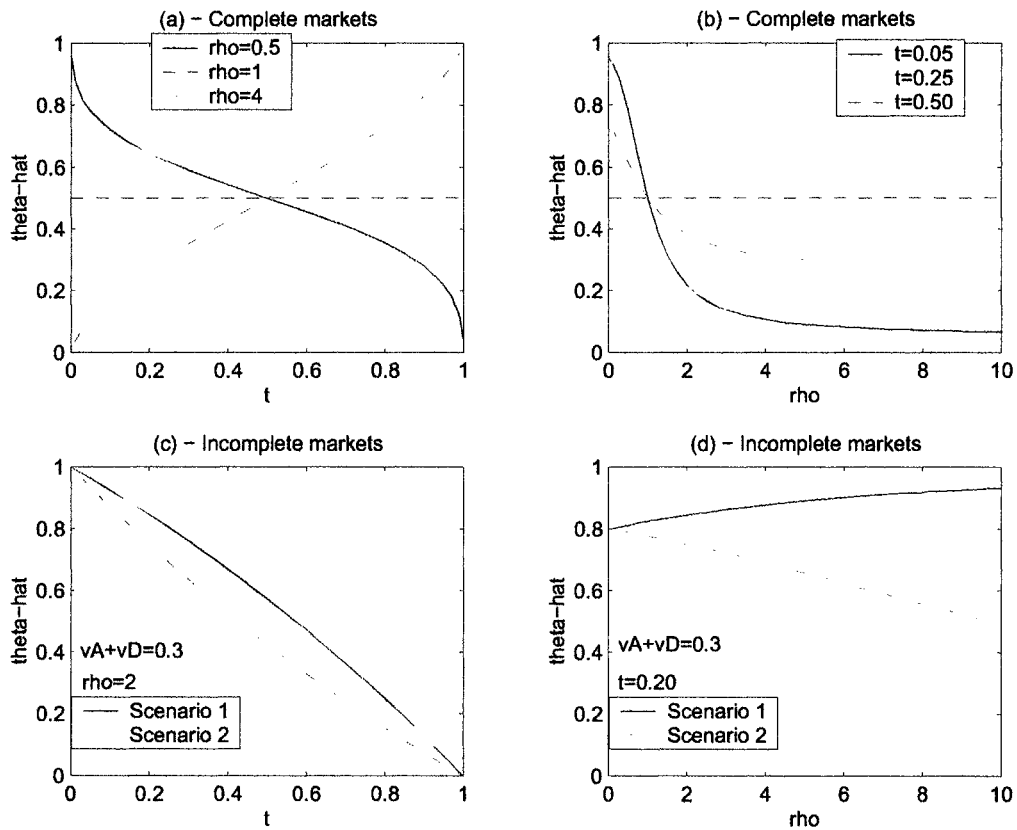 (a) − Complete markets
rho=0.5
rho=1
rho=4
1
0.8
0.6
0.4
0.2
0
theta−hat
0 0.2 0.4 0.6 0.8 1
t
(b) − Complete markets
t=0.05
t=0.25
t=0.50
1
0.8
0.6
0.4
0.2
0
theta−hat
0 2 4 6 8 10
rho
(c) − Incomplete markets
1
0.8
0.6
0.4
0.2
0
theta−hat
vA+vD=0.3
rho=2
Scenario 1
Scenario 2
0 0.2 0.4 0.6 0.8 1
t
(d) − Incomplete markets
1
0.8
0.6
0.4
0.2
0
theta−hat
vA+vD=0.3
t=0.20
Scenario 1
Scenario 2
0 2 4 6 8 10
rho